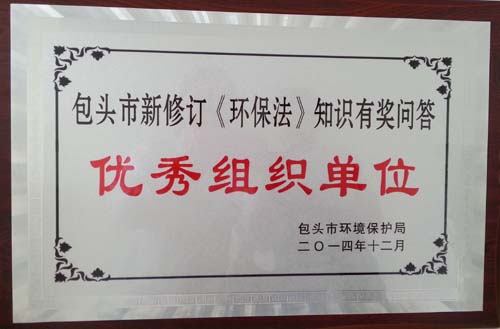 包头市新修订《环保法》知识有奖问答
优秀组织单位
包头市环境保护局
二〇一四年十二月